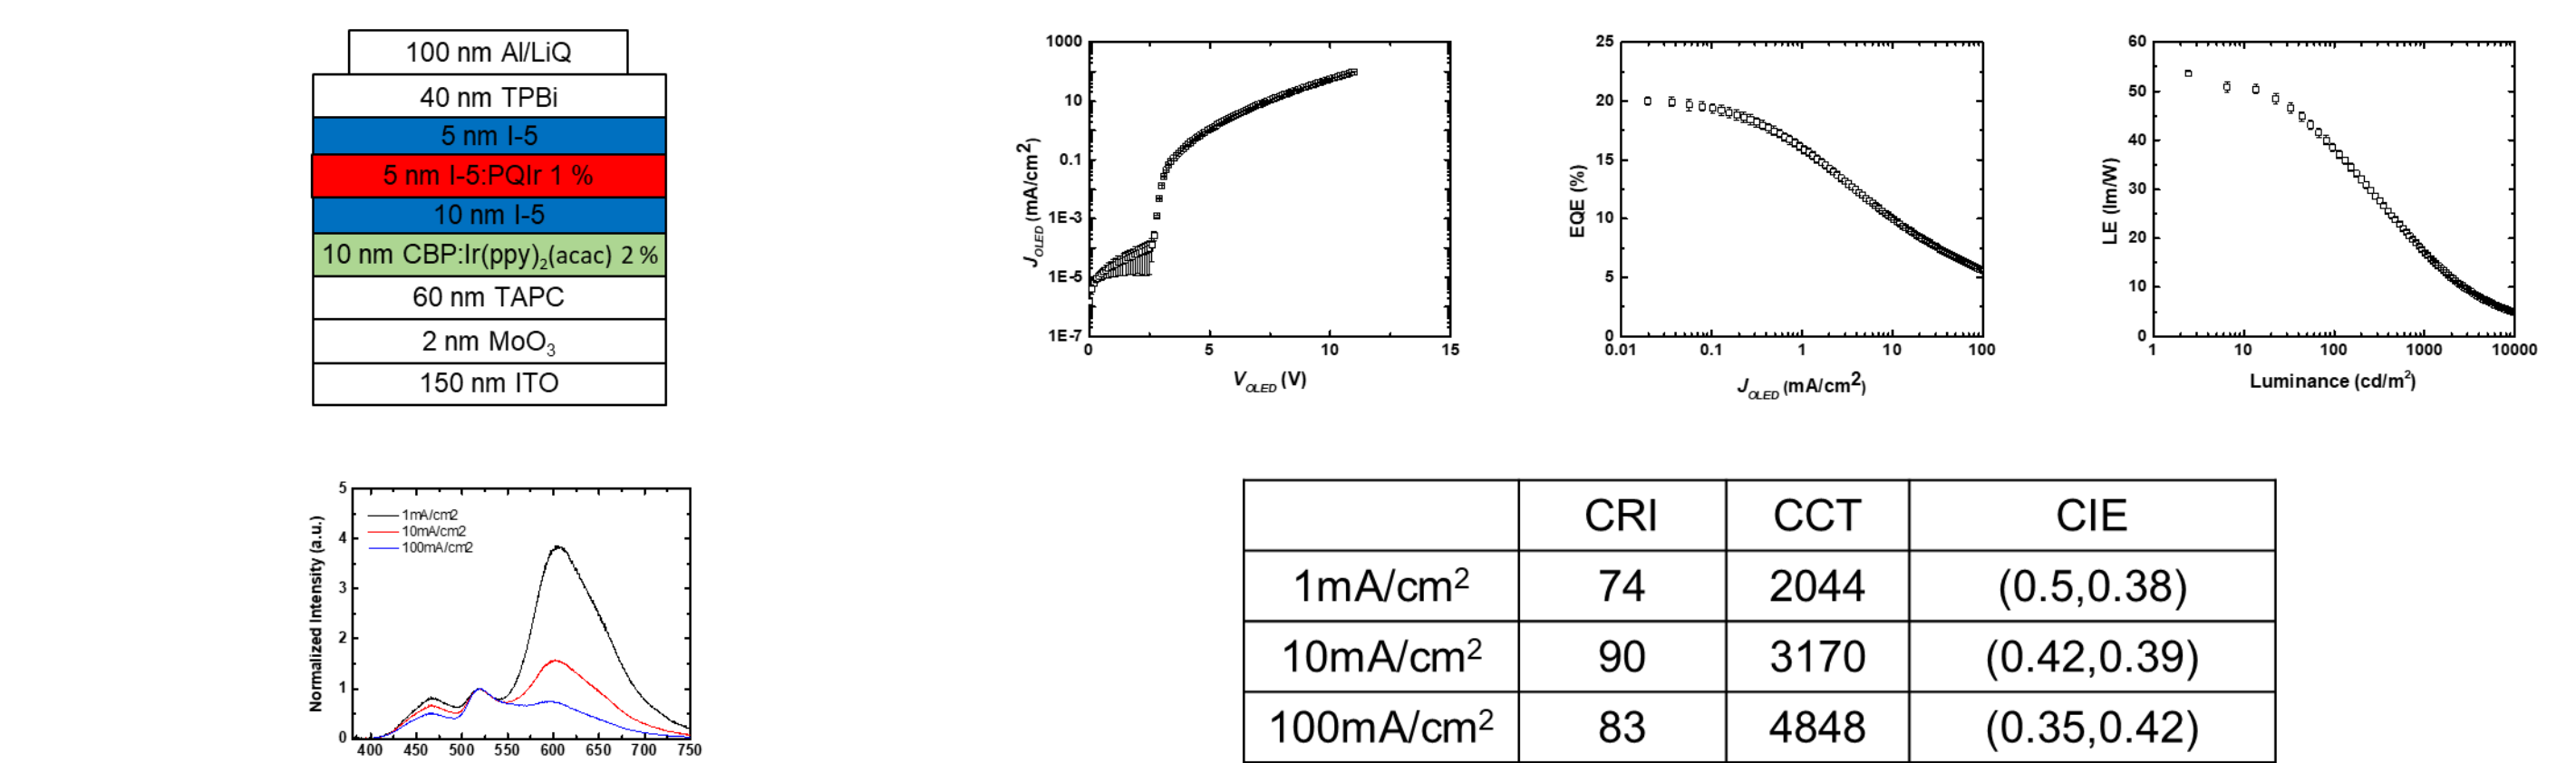 100 nm Al/LiQ
40 nm TPBi
5 nm I-5
5 nm I-5:PQIr 1 %
10 nm I-5
10 nm CBP:Ir(ppy)₂(acac) 2 %
60 nm TAPC
2 nm MoO₃
150 nm ITO
1000
10
0.1
1E-3
1E-5
1E-7
0 5 10 15
J_OLED (mA/cm²)
V_OLED (V)
25
20
15
10
5
0
0.01 0.1 1 10 100
EQE (%)
J_OLED (mA/cm²)
60
50
40
30
20
10
0
1 10 100 1000 10000
LE (lm/W)
Luminance (cd/m²)
5
4
3
2
1
0
400 450 500 550 600 650 700 750
Normalized Intensity (a.u.)
1mA/cm2
10mA/cm2
100mA/cm2
CRI CCT CIE
1mA/cm² 74 2044 (0.5,0.38)
10mA/cm² 90 3170 (0.42,0.39)
100mA/cm² 83 4848 (0.35,0.42)